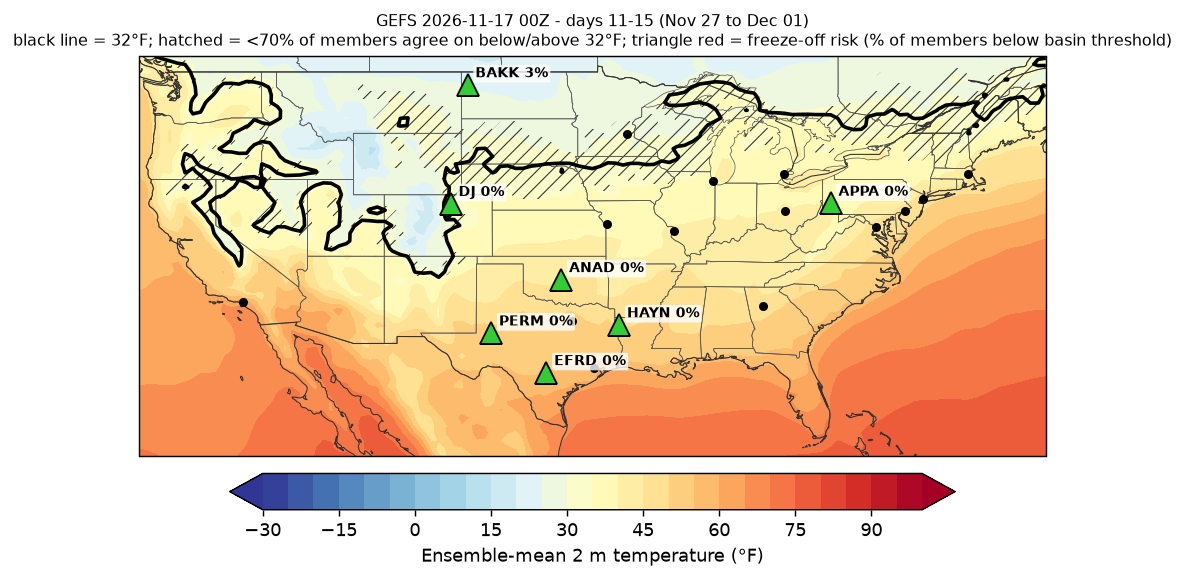 GEFS 2026-11-17 00Z - days 11-15 (Nov 27 to Dec 01)
black line = 32°F; hatched = <70% of members agree on below/above 32°F; triangle red = freeze-off risk (% of members below basin threshold)
BAKK 3%
DJ 0%
APPA 0%
ANAD 0%
HAYN 0%
PERM 0%
EFRD 0%
−30 −15 0 15 30 45 60 75 90
Ensemble-mean 2 m temperature (°F)